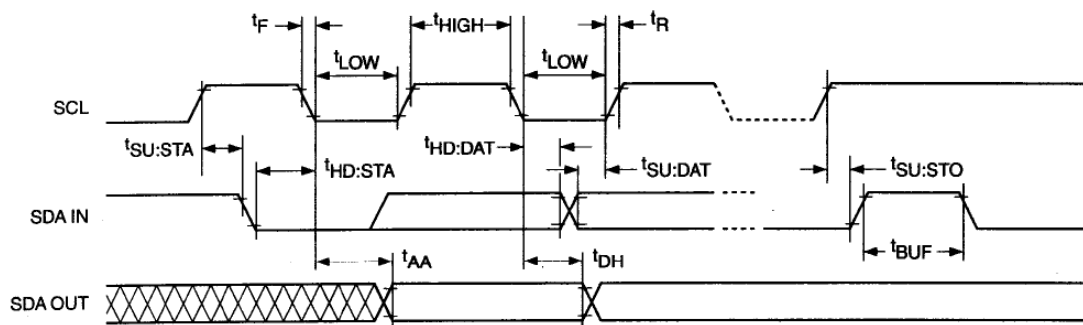 tF tHIGH tR
tLOW tLOW
SCL
tSU:STA tHD:DAT
tHD:STA tSU:DAT tSU:STO
SDA IN
tAA tDH tBUF
SDA OUT